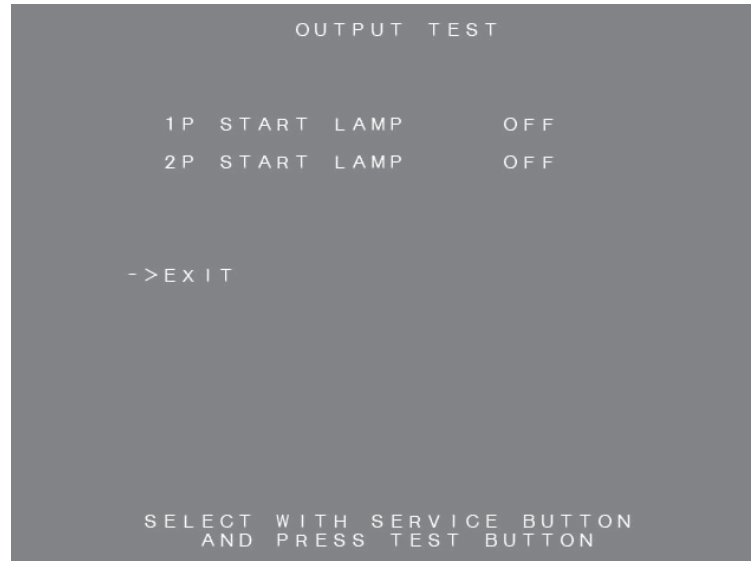 OUTPUT TEST
1P START LAMP OFF
2P START LAMP OFF
->EXIT
SELECT WITH SERVICE BUTTON
AND PRESS TEST BUTTON